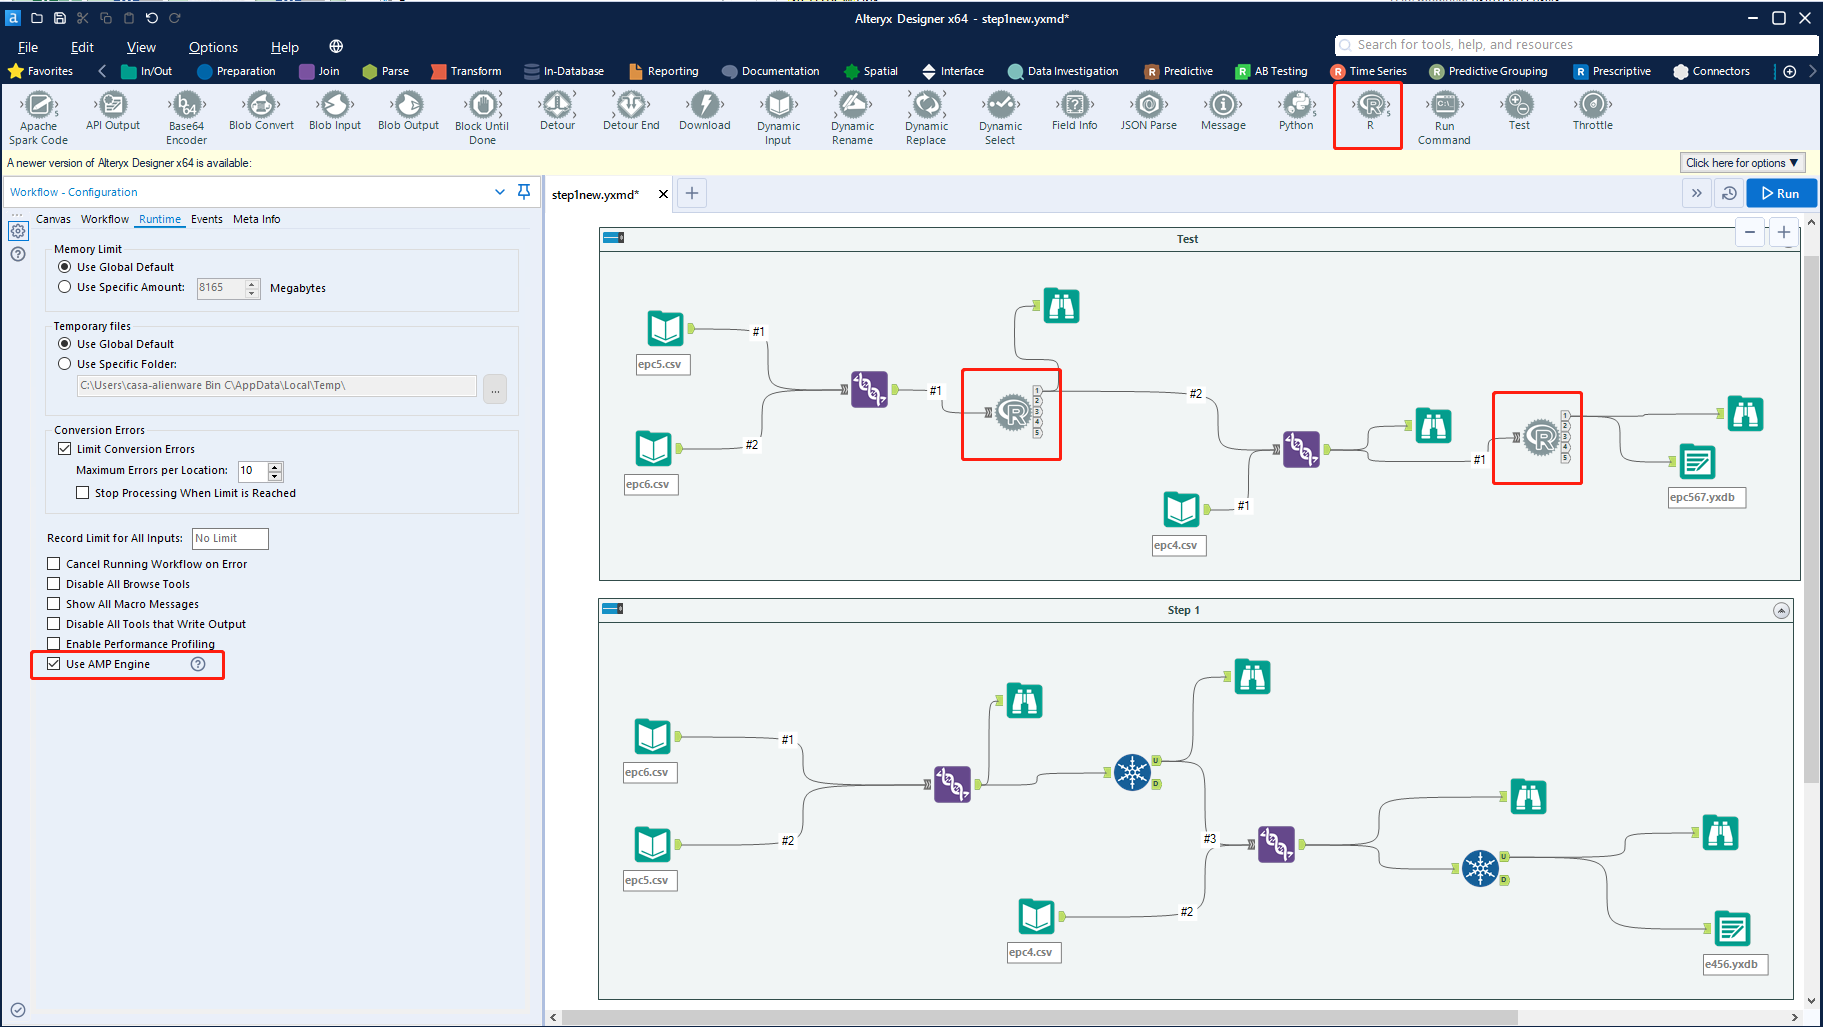 Alteryx Designer x64 - step1new.yxmd*
File Edit View Options Help
Search for tools, help, and resources
Favorites In/Out Preparation Join Parse Transform In-Database Reporting Documentation Spatial Interface Data Investigation Predictive AB Testing Time Series Predictive Grouping Prescriptive Connectors
Apache Spark Code
API Output
Base64 Encoder
Blob Convert
Blob Input
Blob Output
Block Until Done
Detour
Detour End
Download
Dynamic Input
Dynamic Rename
Dynamic Replace
Dynamic Select
Field Info
JSON Parse
Message
Python
R
Run Command
Test
Throttle
A newer version of Alteryx Designer x64 is available:
Click here for options ▼
Workflow - Configuration
Canvas Workflow Runtime Events Meta Info
Memory Limit
Use Global Default
Use Specific Amount: 8165 Megabytes
Temporary files
Use Global Default
Use Specific Folder:
C:\Users\casa-alienware Bin C\AppData\Local\Temp\
...
Conversion Errors
Limit Conversion Errors
Maximum Errors per Location: 10
Stop Processing When Limit is Reached
Record Limit for All Inputs: No Limit
Cancel Running Workflow on Error
Disable All Browse Tools
Show All Macro Messages
Disable All Tools that Write Output
Enable Performance Profiling
Use AMP Engine
step1new.yxmd*
Run
Test
epc5.csv
#1
epc6.csv
#2
#1
R
1
2
3
4
5
#2
epc4.csv
#1
#1
R
1
2
3
4
5
epc567.yxdb
Step 1
epc6.csv
#1
epc5.csv
#2
U
D
#3
epc4.csv
#2
U
D
e456.yxdb